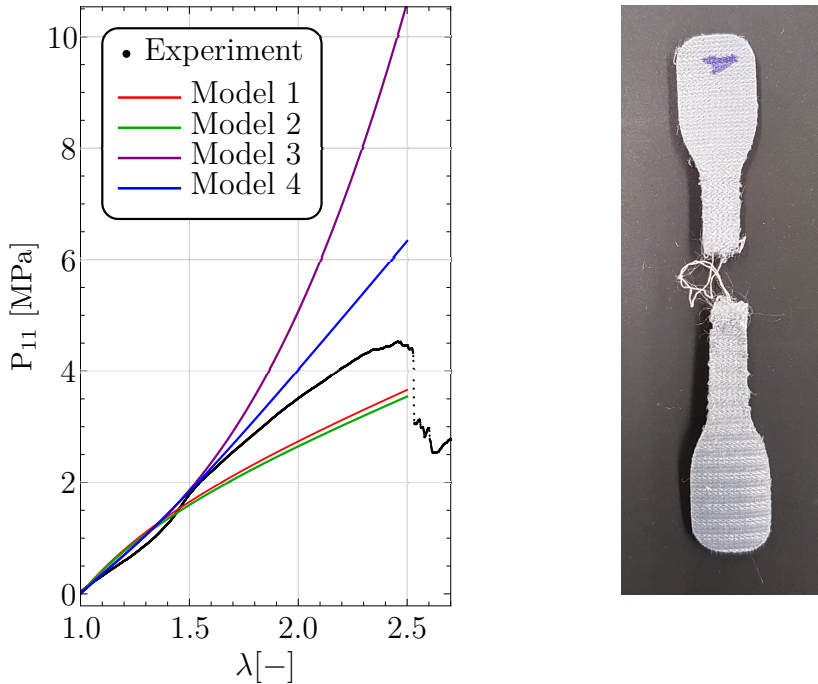 10
8
6
4
2
0
P11 [MPa]
Experiment
Model 1
Model 2
Model 3
Model 4
1.0 1.5 2.0 2.5
λ[−]